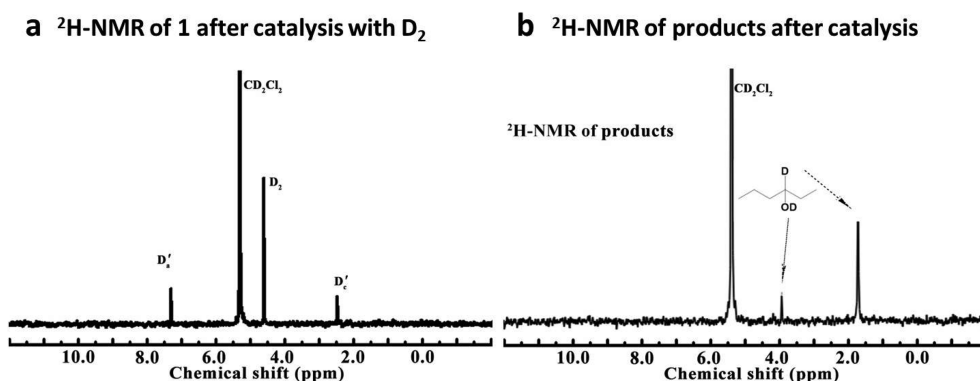 a ²H-NMR of 1 after catalysis with D₂
CD₂Cl₂
D₂
Dₐ′
D_c′
10.0 8.0 6.0 4.0 2.0 0.0
Chemical shift (ppm)
b ²H-NMR of products after catalysis
CD₂Cl₂
²H-NMR of products
D
OD
10.0 8.0 6.0 4.0 2.0 0.0
Chemical shift (ppm)